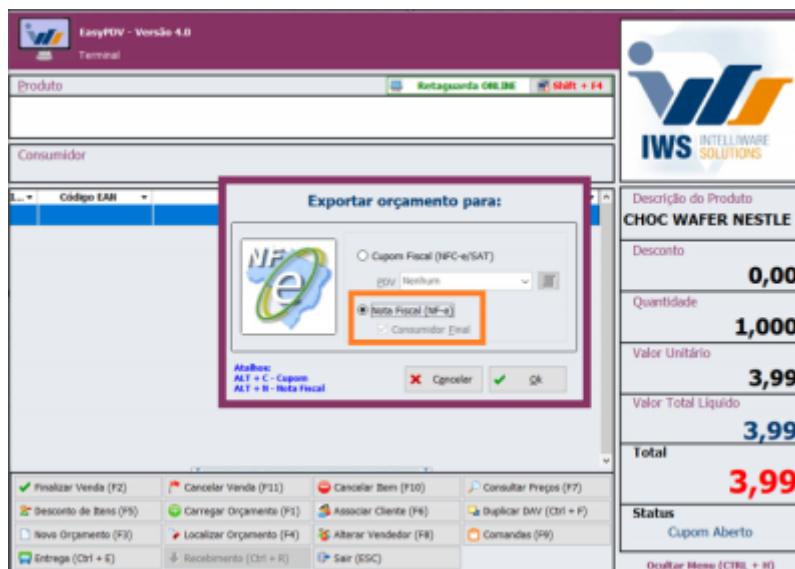 EasyPDV - Versão 4.0
Terminal
Produto
Retaguarda ONLINE
Shift + F4
Consumidor
I...
Código EAN
Exportar orçamento para:
NF
e
Cupom Fiscal (NFC-e/SAT)
PDV Nenhum
Nota Fiscal (NF-e)
Consumidor Final
Atalhos:
ALT + C - Cupom
ALT + N - Nota Fiscal
Cancelar
Ok
IWS INTELLIWARE
SOLUTIONS
Descrição do Produto
CHOC WAFER NESTLE
Desconto
0,00
Quantidade
1,000
Valor Unitário
3,99
Valor Total Líquido
3,99
Total
3,99
Status
Cupom Aberto
Ocultar Menu (CTRL + H)
Finalizar Venda (F2)
Cancelar Venda (F11)
Cancelar Item (F10)
Consultar Preços (F7)
Desconto de Itens (F5)
Carregar Orçamento (F1)
Associar Cliente (F6)
Duplicar DAV (Ctrl + F)
Novo Orçamento (F3)
Localizar Orçamento (F4)
Alterar Vendedor (F8)
Comandas (F9)
Entrega (Ctrl + E)
Recebimento (Ctrl + R)
Sair (ESC)